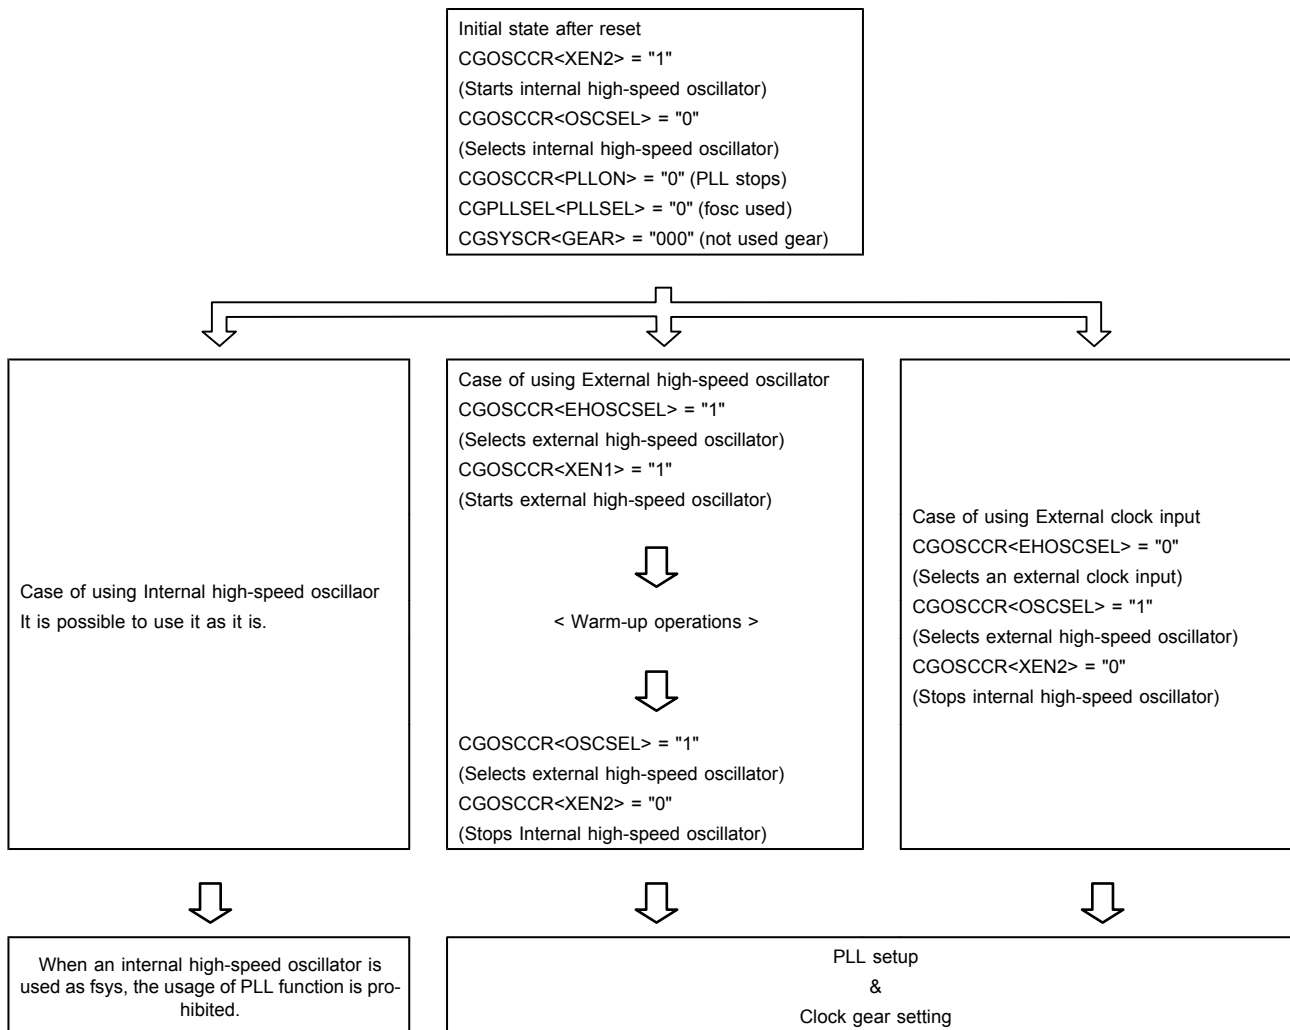 Initial state after reset
CGOSCCR<XEN2> = "1"
(Starts internal high-speed oscillator)
CGOSCCR<OSCSEL> = "0"
(Selects internal high-speed oscillator)
CGOSCCR<PLLON> = "0" (PLL stops)
CGPLLSEL<PLLSEL> = "0" (fosc used)
CGSYSCR<GEAR> = "000" (not used gear)
Case of using Internal high-speed oscillaor
It is possible to use it as it is.
Case of using External high-speed oscillator
CGOSCCR<EHOSCSEL> = "1"
(Selects external high-speed oscillator)
CGOSCCR<XEN1> = "1"
(Starts external high-speed oscillator)
< Warm-up operations >
CGOSCCR<OSCSEL> = "1"
(Selects external high-speed oscillator)
CGOSCCR<XEN2> = "0"
(Stops Internal high-speed oscillator)
Case of using External clock input
CGOSCCR<EHOSCSEL> = "0"
(Selects an external clock input)
CGOSCCR<OSCSEL> = "1"
(Selects external high-speed oscillator)
CGOSCCR<XEN2> = "0"
(Stops internal high-speed oscillator)
When an internal high-speed oscillator is
used as fsys, the usage of PLL function is pro-
hibited.
PLL setup
&
Clock gear setting